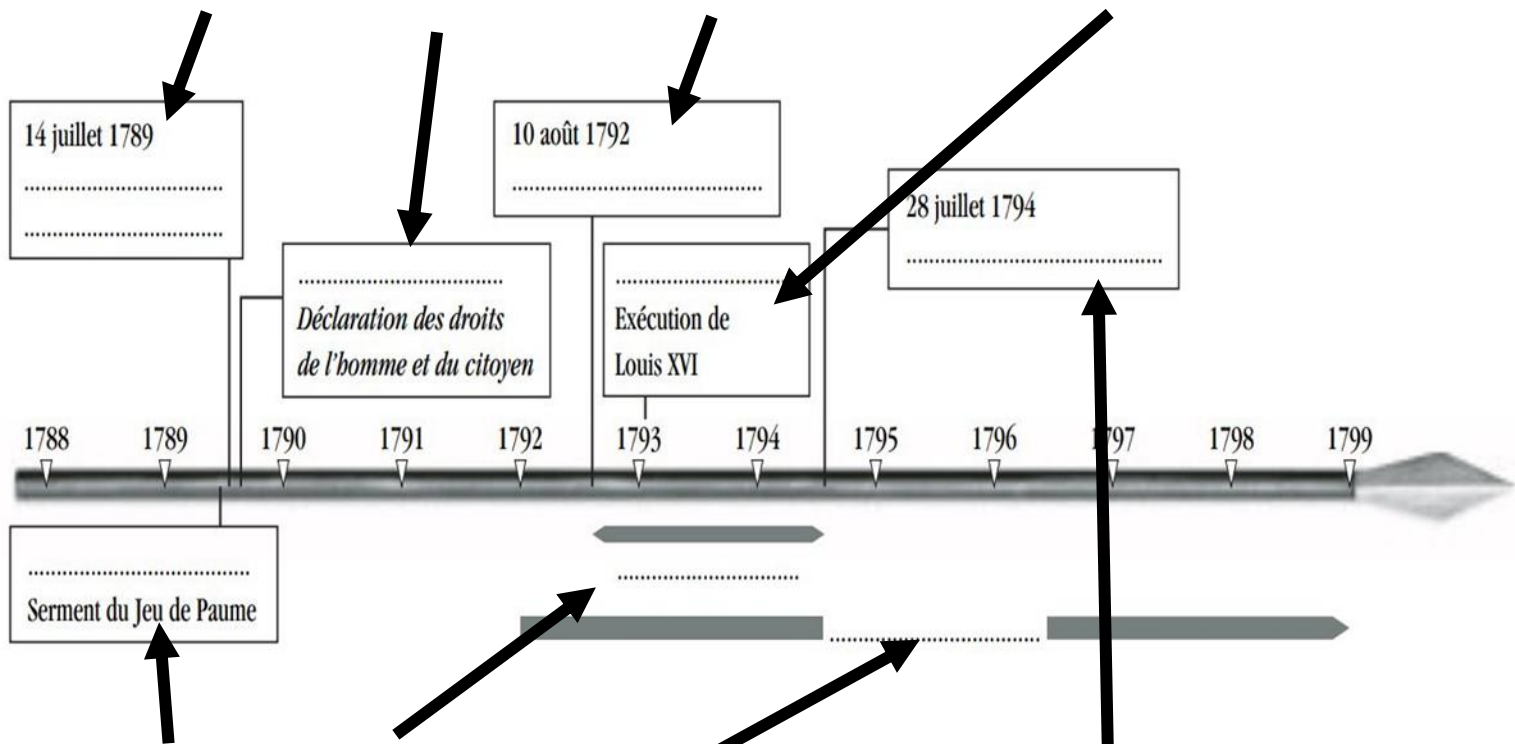 14 juillet 1789
..........................................
..........................................
10 août 1792
.....................................................
28 juillet 1794
......................................................
...........................................
Déclaration des droits
de l'homme et du citoyen
....................................
Exécution de
Louis XVI
1788 1789 1790 1791 1792 1793 1794 1795 1796 1797 1798 1799
...............................................
Serment du Jeu de Paume
......................................
............................................